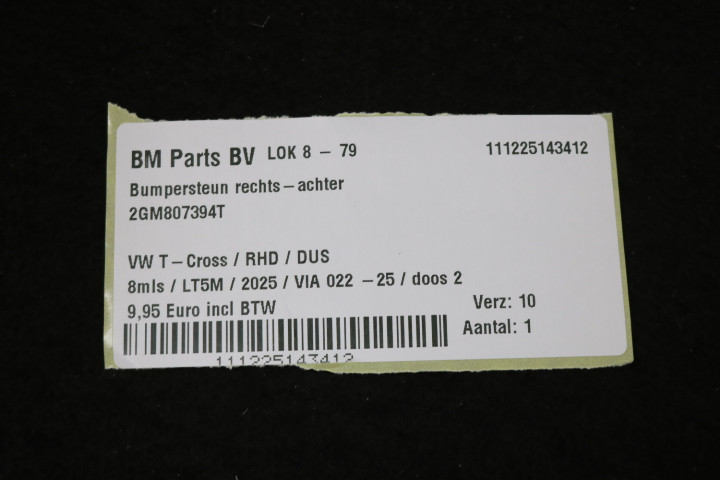 BM Parts BV LOK 8 - 79 111225143412
Bumpersteun rechts-achter
2GM807394T
VW T-Cross / RHD / DUS
8mls / LT5M / 2025 / VIA 022 -25 / doos 2
9,95 Euro incl BTW
Verz: 10
Aantal: 1
111225143412